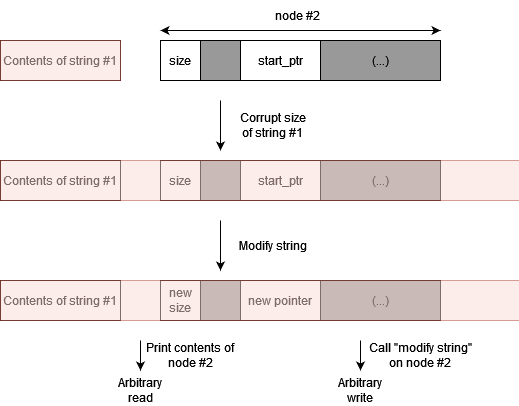 node #2
Contents of string #1
size
start_ptr
(...)
Corrupt size
of string #1
Contents of string #1
size
start_ptr
(...)
Modify string
Contents of string #1
new
size
new pointer
(...)
Print contents of
node #2
Call "modify string"
on node #2
Arbitrary
read
Arbitrary
write